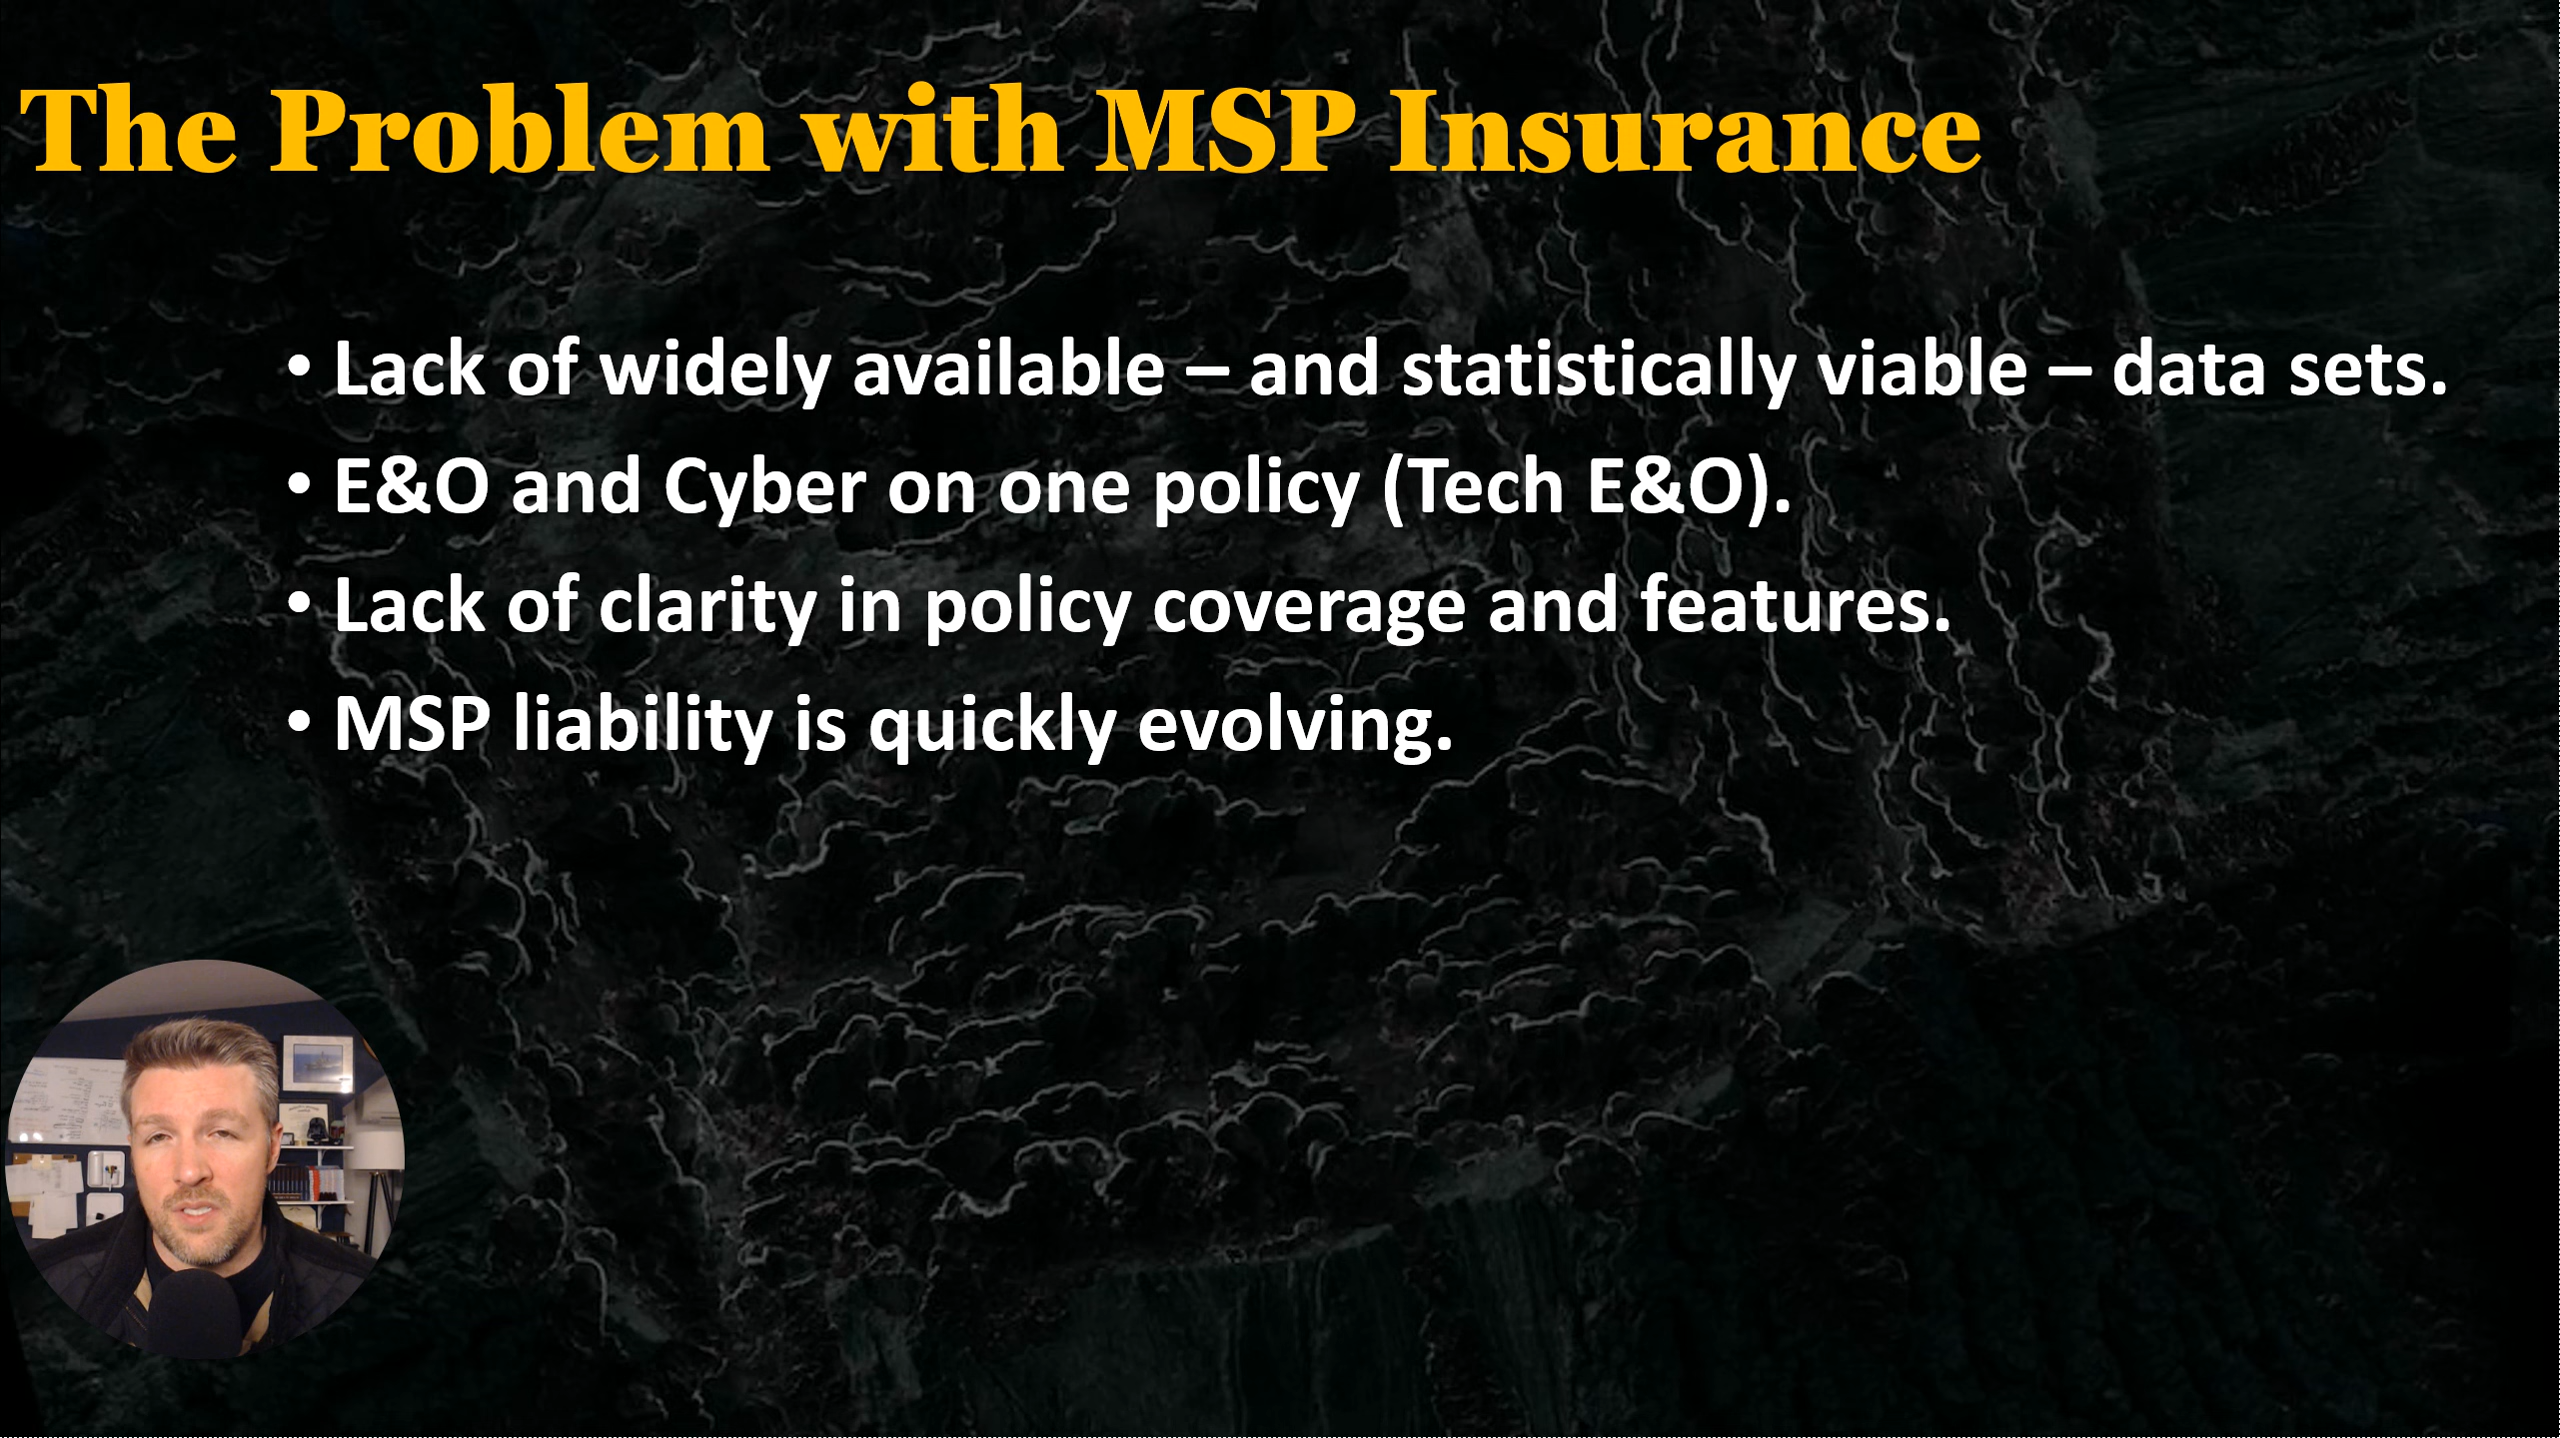 The Problem with MSP Insurance
• Lack of widely available – and statistically viable – data sets.
• E&O and Cyber on one policy (Tech E&O).
• Lack of clarity in policy coverage and features.
• MSP liability is quickly evolving.